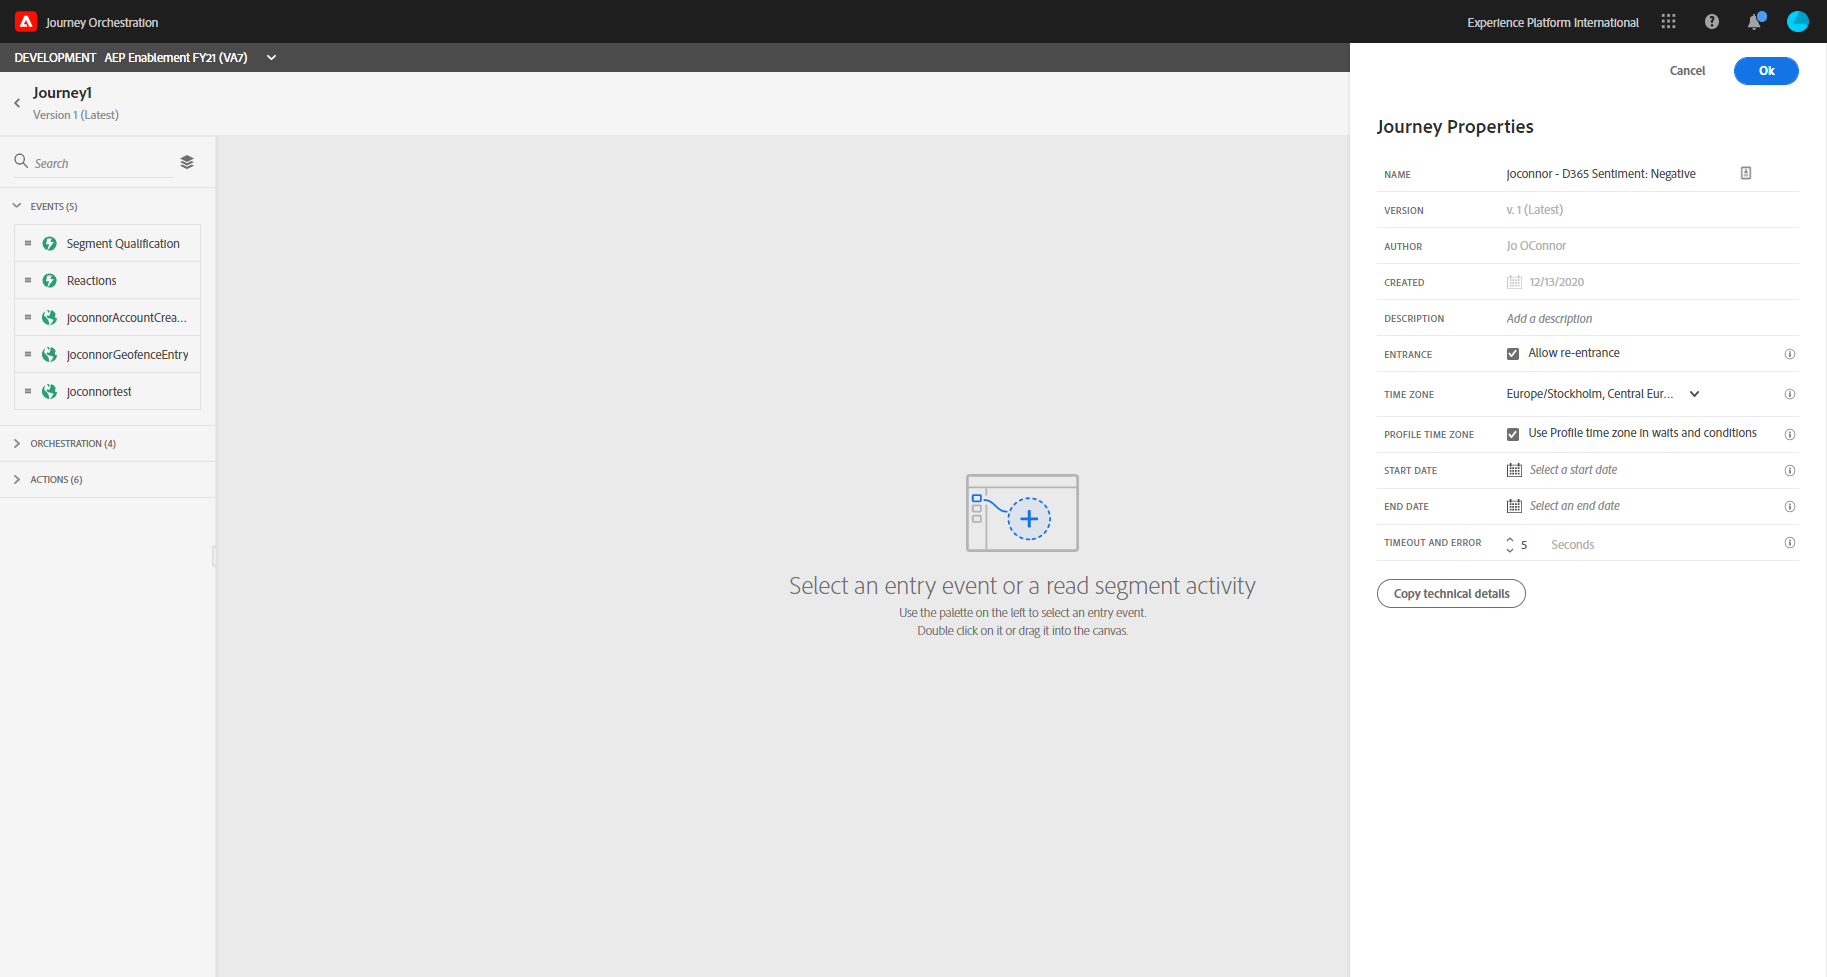 Journey Orchestration
Experience Platform International
DEVELOPMENT AEP Enablement FY21 (VA7)
Cancel
Ok
Journey1
Version 1 (Latest)
Search
EVENTS (5)
Segment Qualification
Reactions
joconnorAccountCrea...
joconnorGeofenceEntry
joconnortest
ORCHESTRATION (4)
ACTIONS (6)
Select an entry event or a read segment activity
Use the palette on the left to select an entry event.
Double click on it or drag it into the canvas.
Journey Properties
NAME joconnor - D365 Sentiment: Negative
VERSION v. 1 (Latest)
AUTHOR Jo OConnor
CREATED 12/13/2020
DESCRIPTION Add a description
ENTRANCE Allow re-entrance
TIME ZONE Europe/Stockholm, Central Eur...
PROFILE TIME ZONE Use Profile time zone in waits and conditions
START DATE Select a start date
END DATE Select an end date
TIMEOUT AND ERROR 5 Seconds
Copy technical details